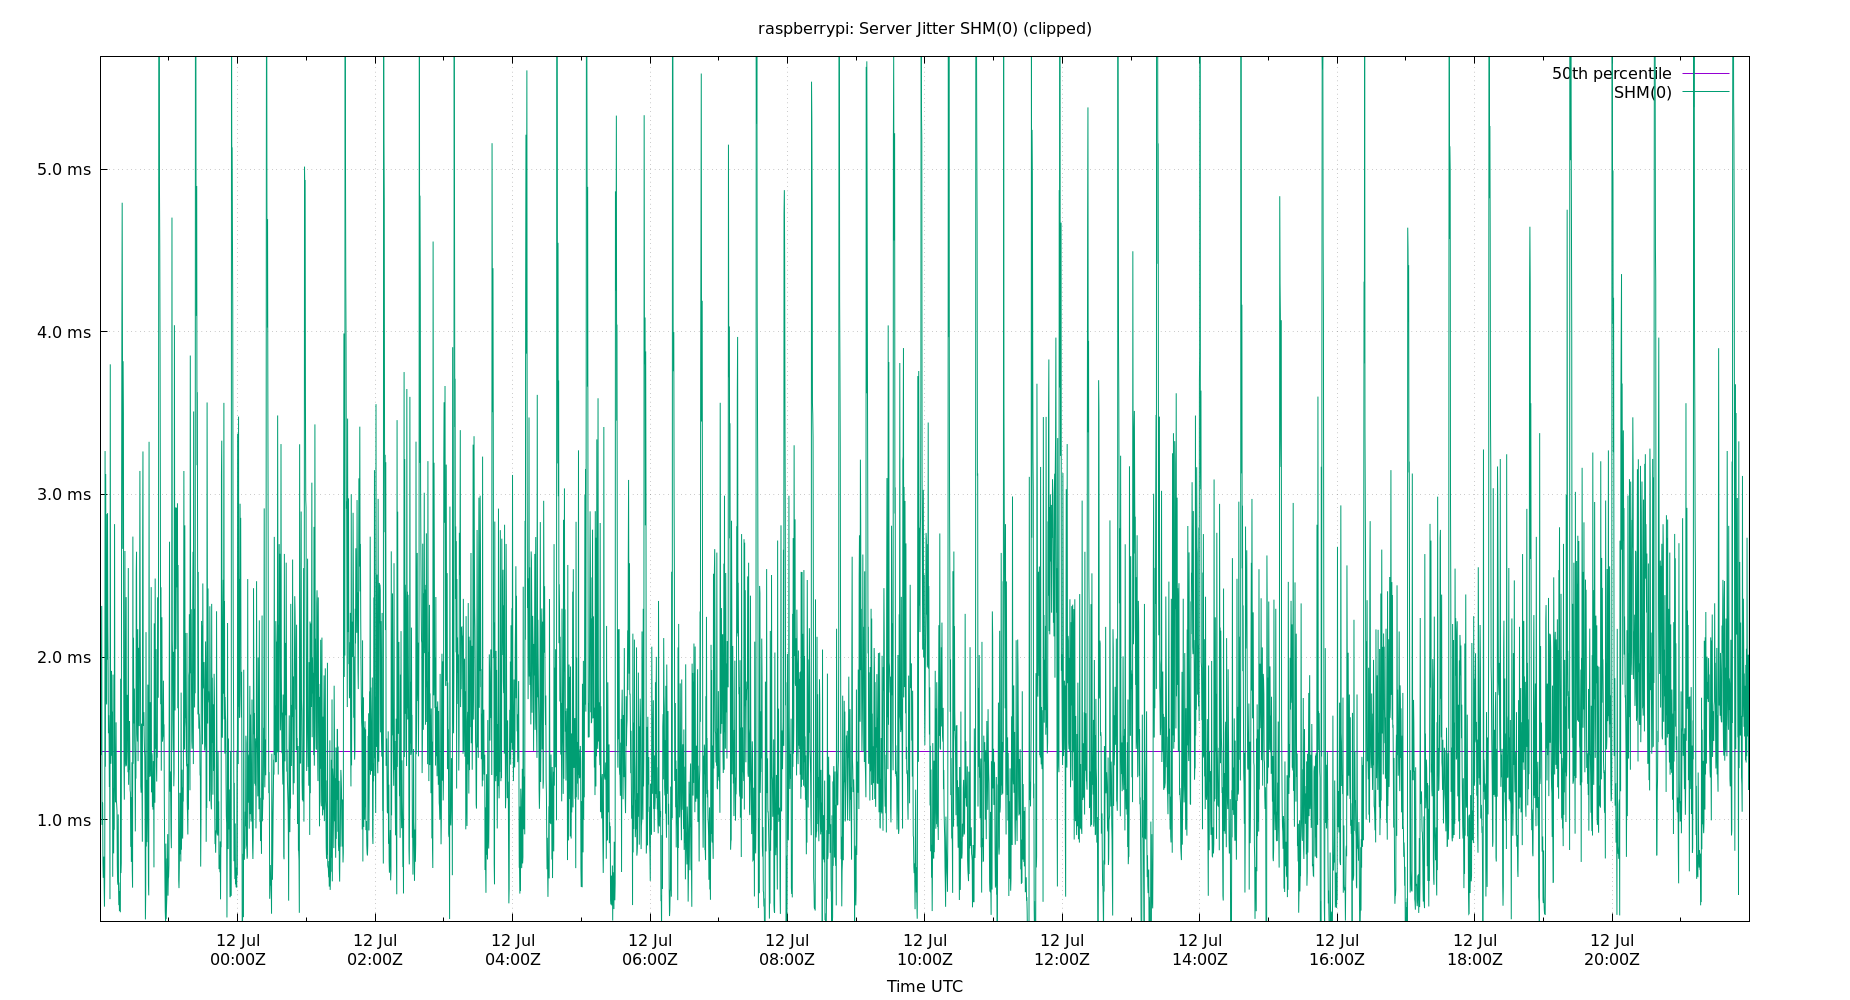 raspberrypi: Server Jitter SHM(0) (clipped)
50th percentile
SHM(0)
5.0 ms
4.0 ms
3.0 ms
2.0 ms
1.0 ms
12 Jul 12 Jul 12 Jul 12 Jul 12 Jul 12 Jul 12 Jul 12 Jul 12 Jul 12 Jul 12 Jul
00:00Z 02:00Z 04:00Z 06:00Z 08:00Z 10:00Z 12:00Z 14:00Z 16:00Z 18:00Z 20:00Z
Time UTC